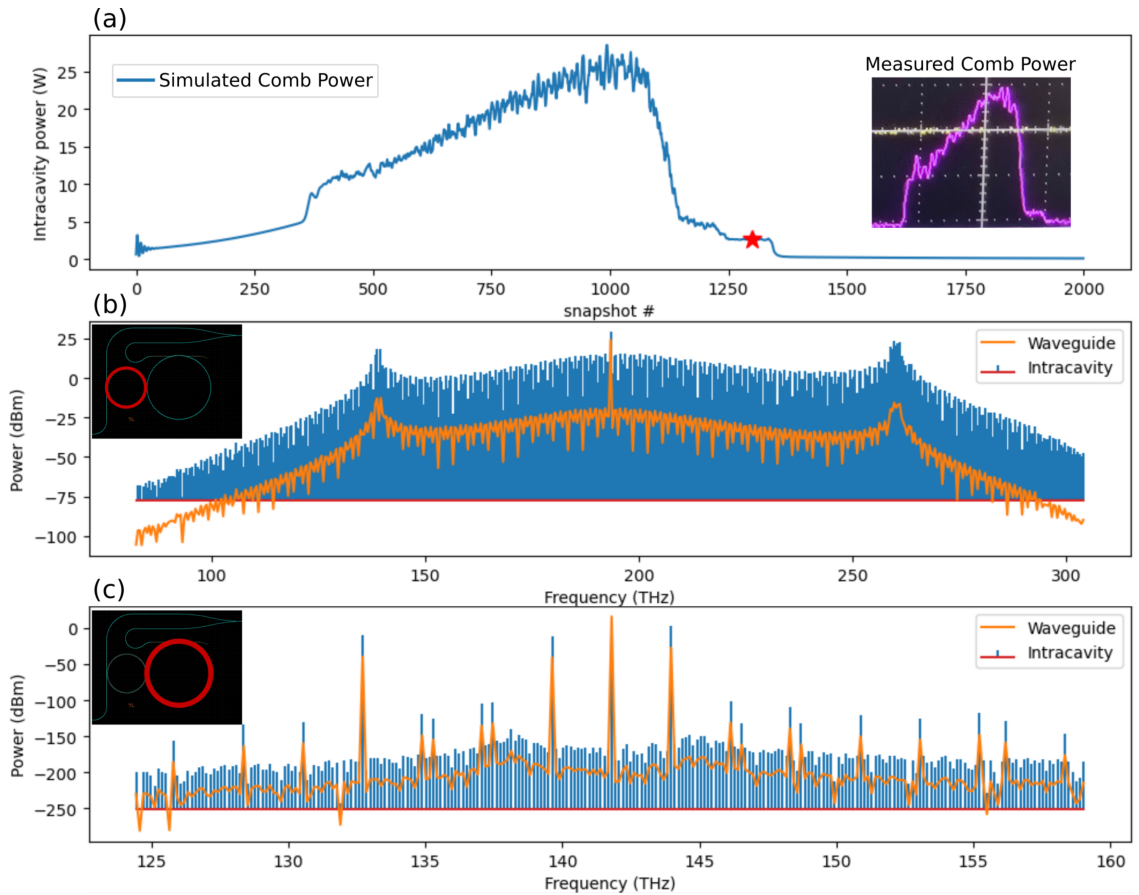 (a)
Intracavity power (W)
25
20
15
10
5
0
Simulated Comb Power
Measured Comb Power
0 250 500 750 1000 1250 1500 1750 2000
snapshot #
(b)
Power (dBm)
25
0
−25
−50
−75
−100
Waveguide
Intracavity
100 150 200 250 300
Frequency (THz)
(c)
Power (dBm)
0
−50
−100
−150
−200
−250
Waveguide
Intracavity
125 130 135 140 145 150 155 160
Frequency (THz)